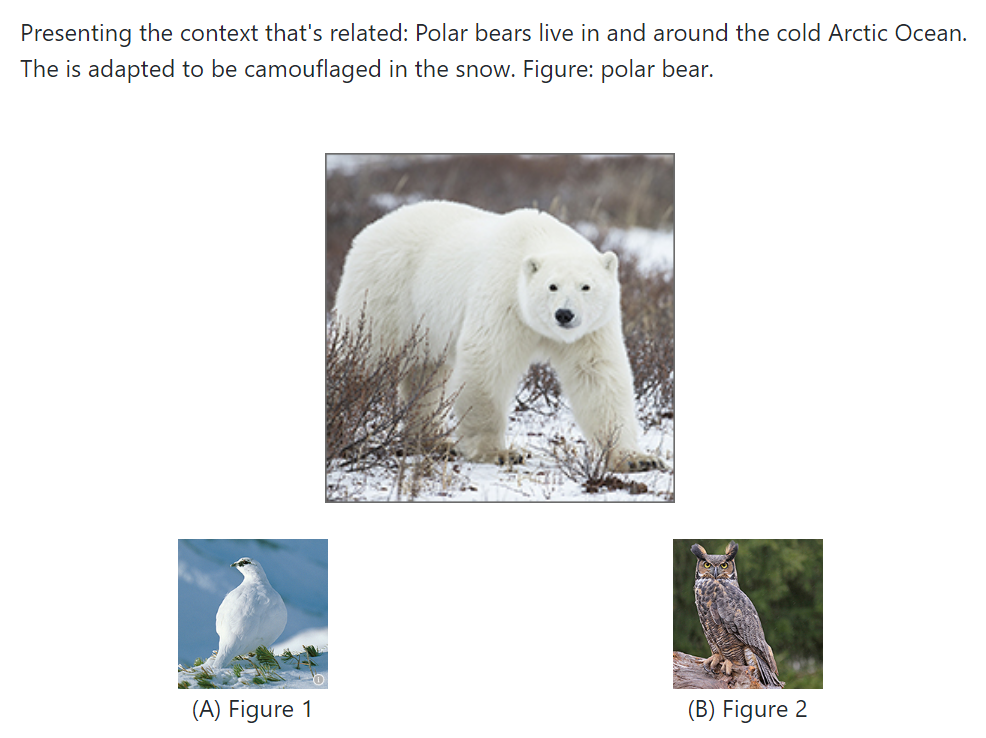 Presenting the context that's related: Polar bears live in and around the cold Arctic Ocean.
The is adapted to be camouflaged in the snow. Figure: polar bear.
(A) Figure 1
(B) Figure 2